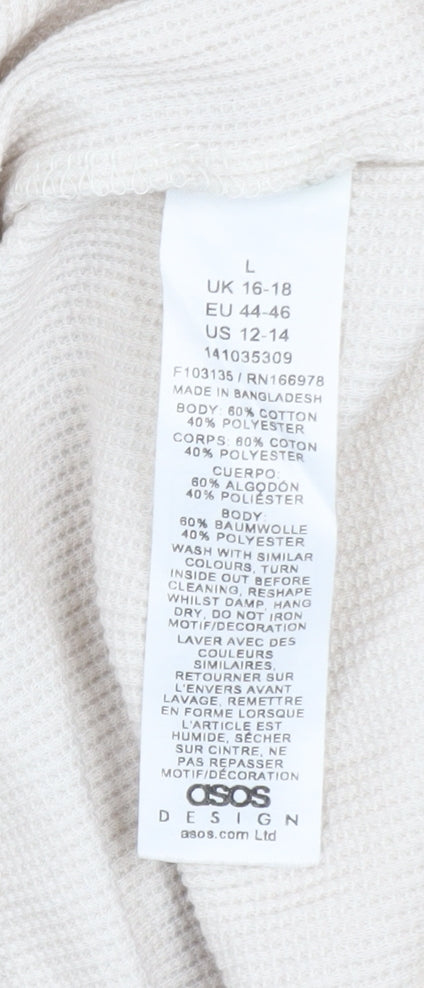 L
UK 16-18
EU 44-46
US 12-14
141035309
F103135 / RN166978
MADE IN BANGLADESH
BODY: 60% COTTON
40% POLYESTER
CORPS: 60% COTON
40% POLYESTER
CUERPO:
60% ALGODÓN
40% POLIÉSTER
BODY:
60% BAUMWOLLE
40% POLYESTER
WASH WITH SIMILAR
COLOURS, TURN
INSIDE OUT BEFORE
CLEANING, RESHAPE
WHILST DAMP, HANG
DRY, DO NOT IRON
MOTIF/DECORATION
LAVER AVEC DES
COULEURS
SIMILAIRES,
RETOURNER SUR
L'ENVERS AVANT
LAVAGE, REMETTRE
EN FORME LORSQUE
L'ARTICLE EST
HUMIDE, SÉCHER
SUR CINTRE, NE
PAS REPASSER
MOTIF/DÉCORATION
asos
DESIGN
asos.com Ltd